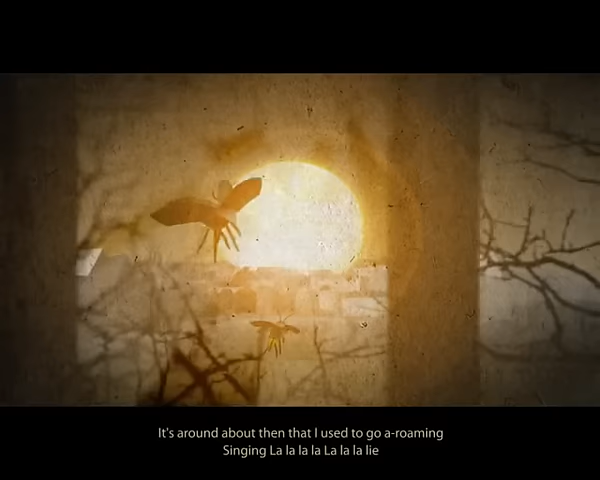 It's around about then that I used to go a-roaming
Singing La la la la La la la lie